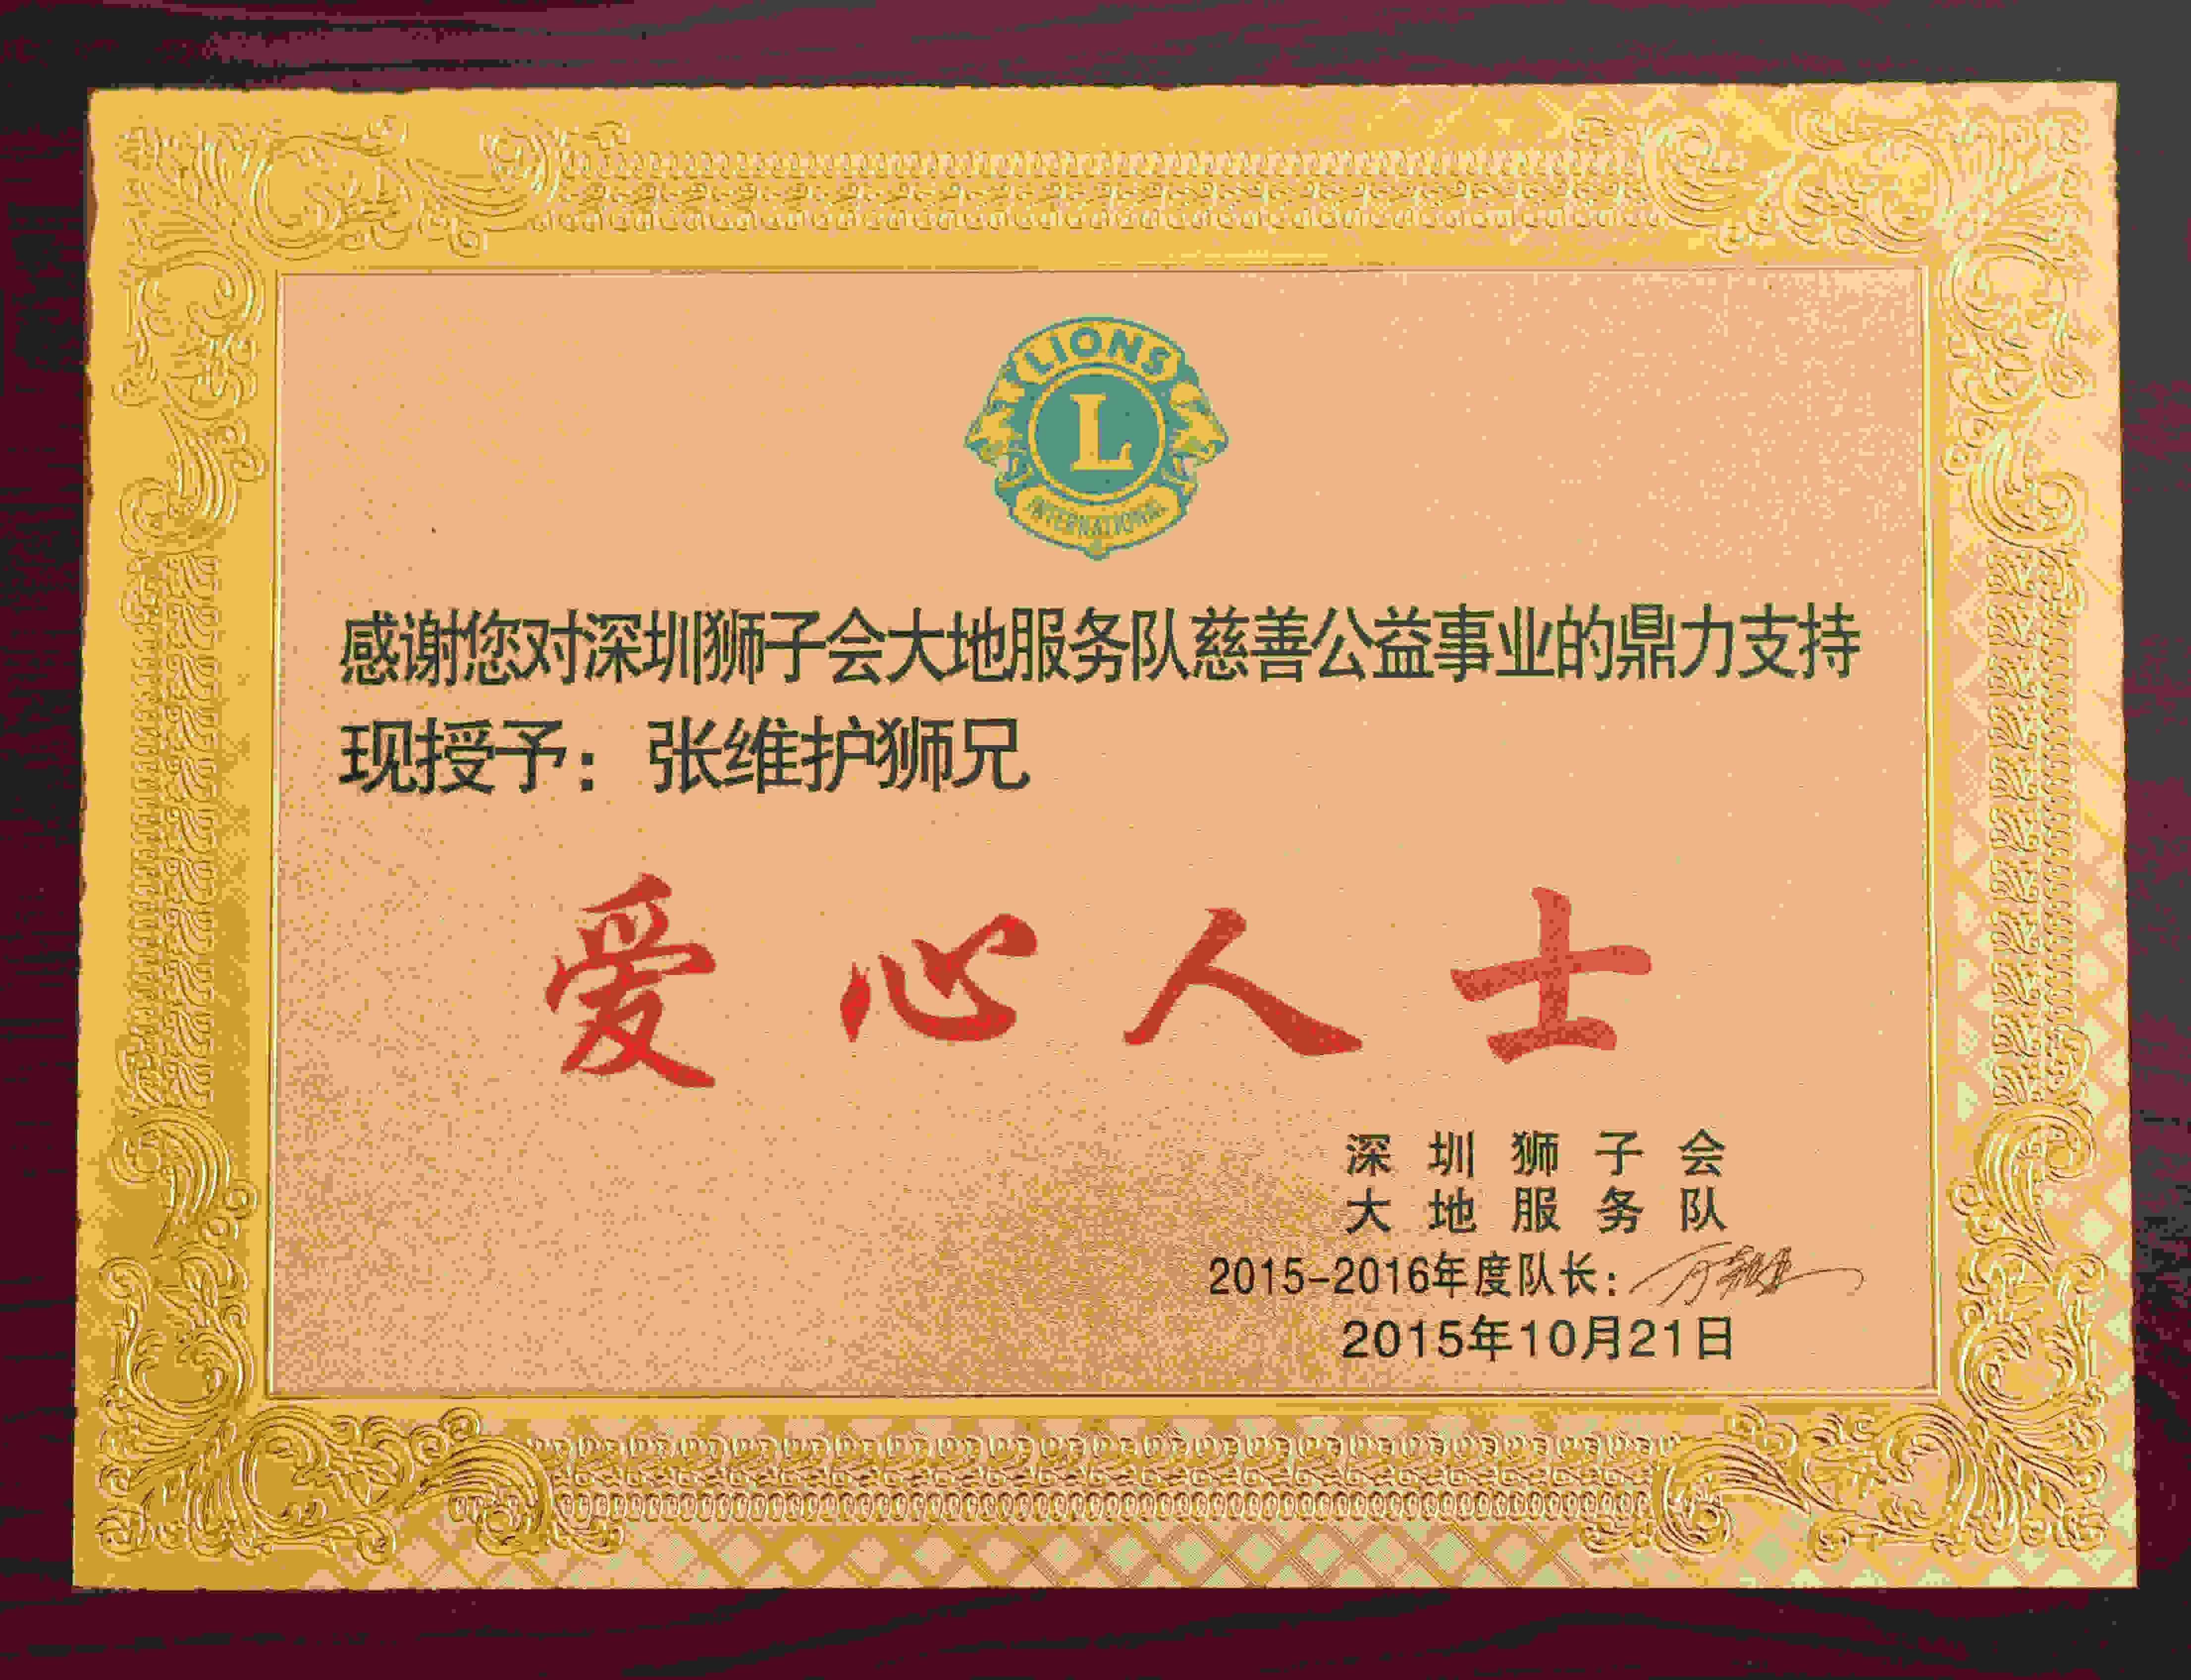 LIONS
L
INTERNATIONAL
感谢您对深圳狮子会大地服务队慈善公益事业的鼎力支持
现授予：张维护狮兄
爱心人士
深圳狮子会
大地服务队
2015-2016年度队长：
2015年10月21日